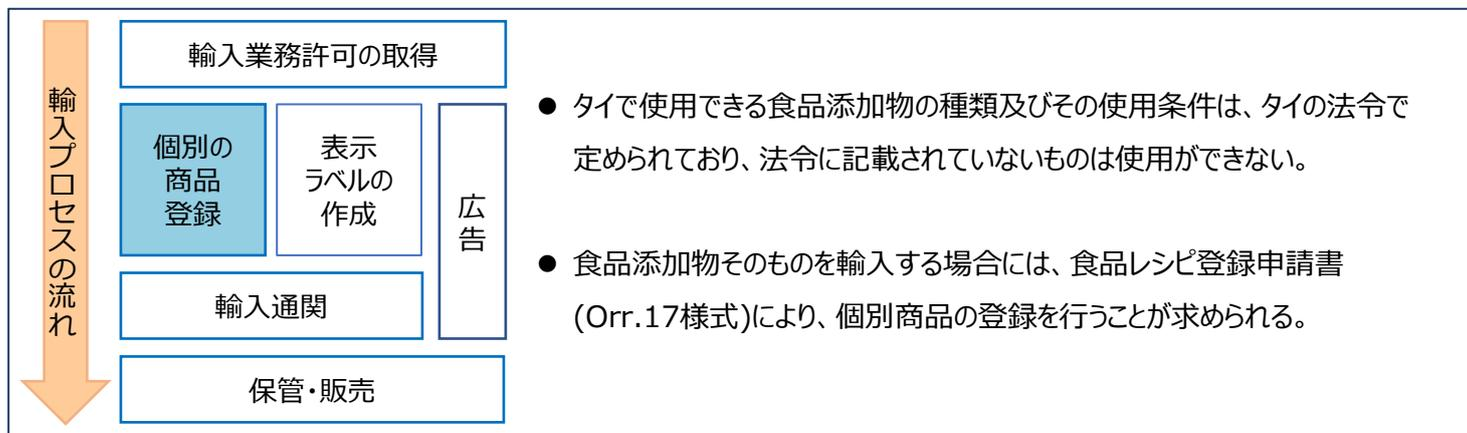 輸入プロセスの流れ
輸入業務許可の取得
個別の
商品
登録
表示
ラベルの
作成
広告
輸入通関
保管・販売
● タイで使用できる食品添加物の種類及びその使用条件は、タイの法令で
定められており、法令に記載されていないものは使用ができない。
● 食品添加物そのものを輸入する場合には、食品レシピ登録申請書
(Orr.17様式)により、個別商品の登録を行うことが求められる。